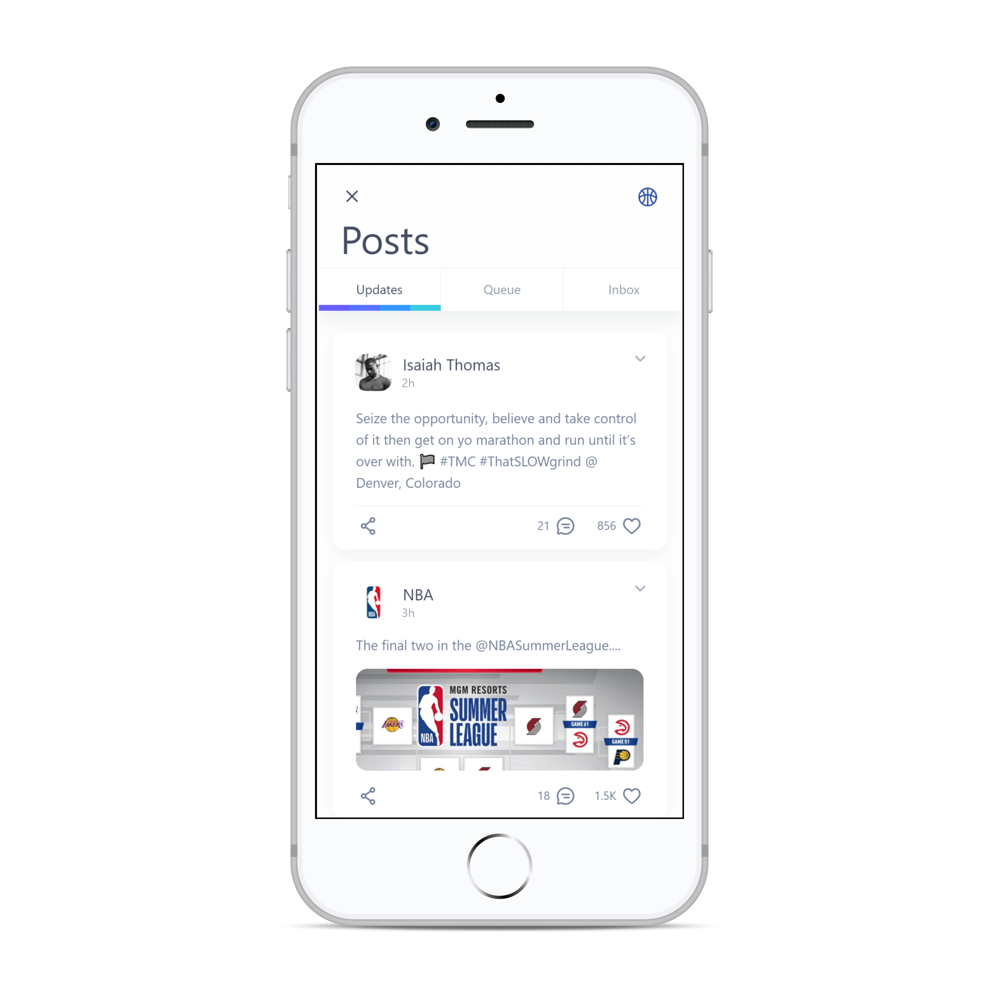 Posts
Updates
Queue
Inbox
Isaiah Thomas
2h
Seize the opportunity, believe and take control
of it then get on yo marathon and run until it’s
over with. 🏁 #TMC #ThatSLOWgrind @
Denver, Colorado
21
856
NBA
NBA
3h
The final two in the @NBASummerLeague....
LAKERS
NBA
MGM RESORTS
SUMMER
LEAGUE
GAME 61
GAME 51
18
1.5K